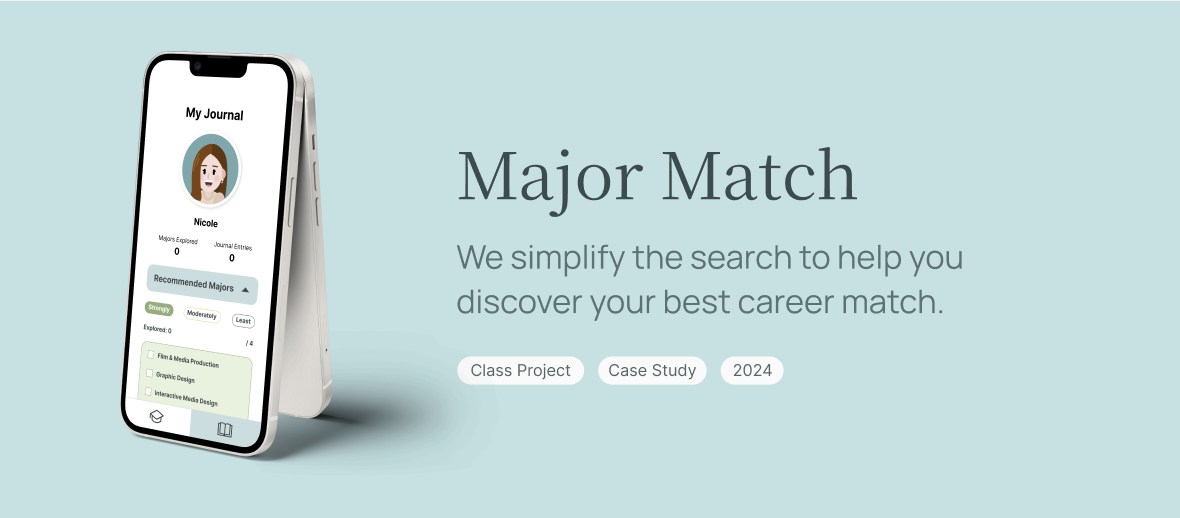 My Journal
Nicole
Majors Explored
0
Journal Entries
0
Recommended Majors
Strongly
Moderately
Least
Explored: 0
/ 4
Film & Media Production
Graphic Design
Interactive Media Design
Major Match
We simplify the search to help you
discover your best career match.
Class Project
Case Study
2024